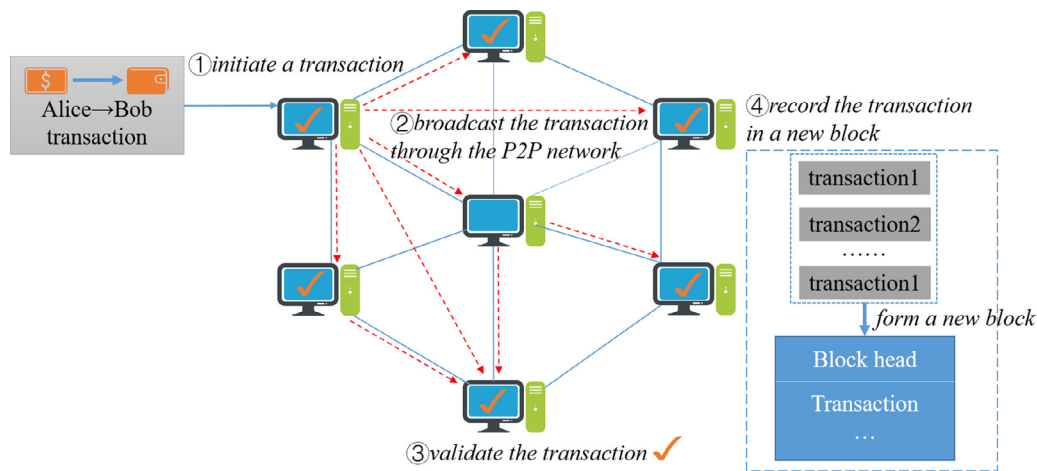 ①initiate a transaction
$
Alice→Bob
transaction
②broadcast the transaction
through the P2P network
③validate the transaction
④record the transaction
in a new block
transaction1
transaction2
……
transaction1
form a new block
Block head
Transaction
…